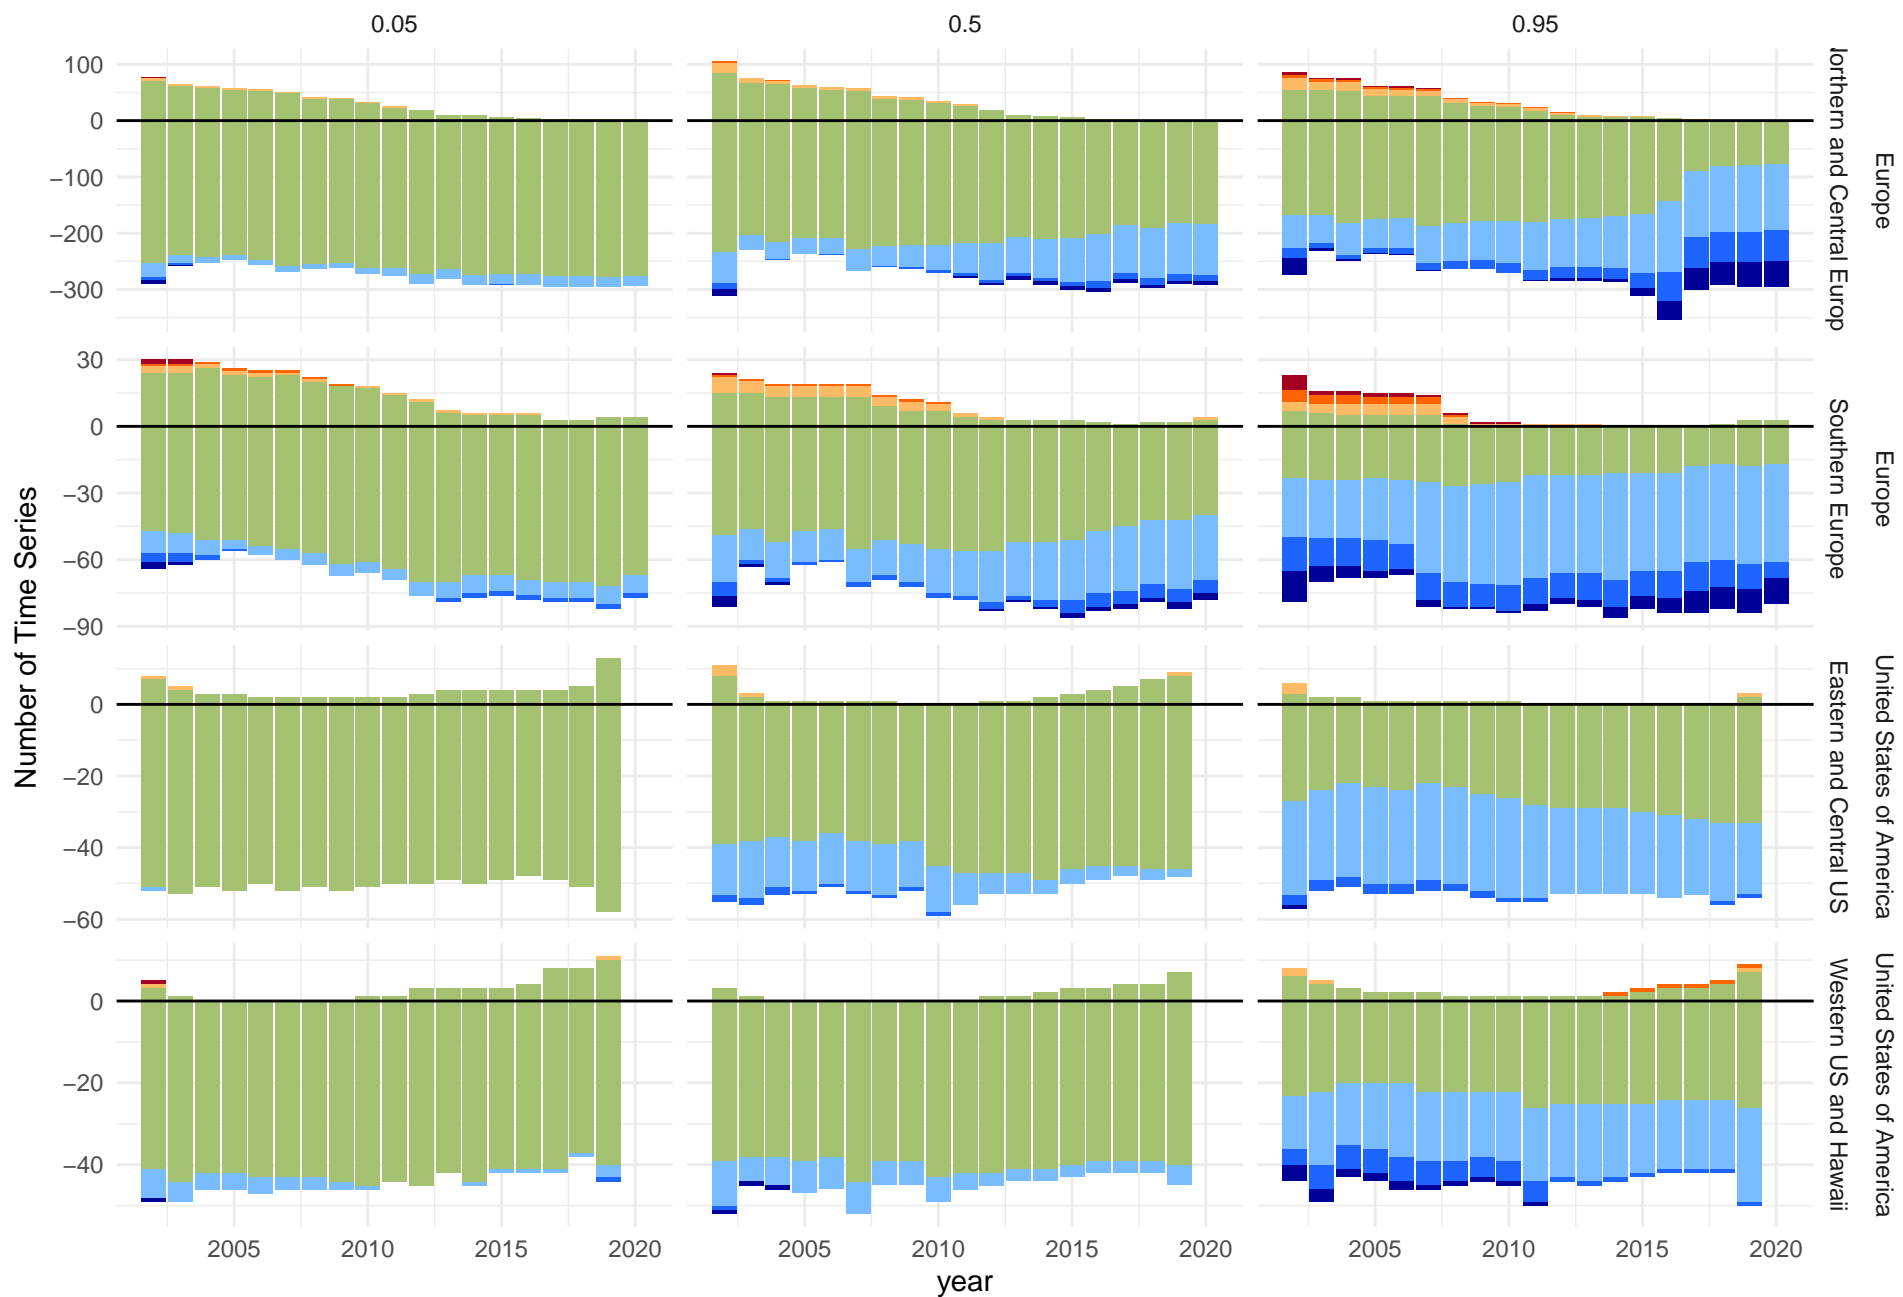 0.05
0.5
0.95
100
0
−100
−200
−300
Northern and Central Europ
Europe
30
0
−30
−60
−90
Southern Europe
Europe
0
−20
−40
−60
Eastern and Central US
United States of America
0
−20
−40
Western US and Hawaii
United States of America
Number of Time Series
2005 2010 2015 2020
2005 2010 2015 2020
2005 2010 2015 2020
year